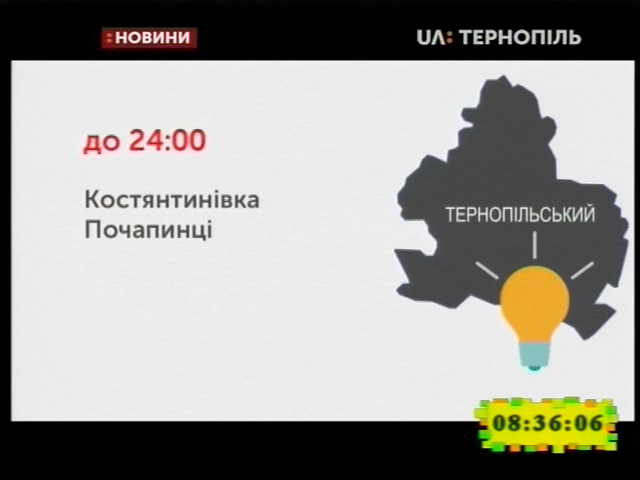 :НОВИНИ
UA: ТЕРНОПІЛЬ
до 24:00
Костянтинівка
Почапинці
ТЕРНОПІЛЬСЬКИЙ
08:36:06